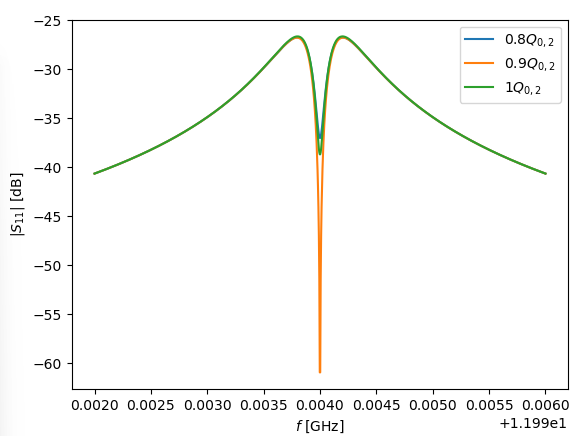 −25
−30
−35
−40
−45
−50
−55
−60
|S₁₁| [dB]
0.8Q₀,₂
0.9Q₀,₂
1Q₀,₂
0.0020 0.0025 0.0030 0.0035 0.0040 0.0045 0.0050 0.0055 0.0060
f [GHz]
+1.199e1